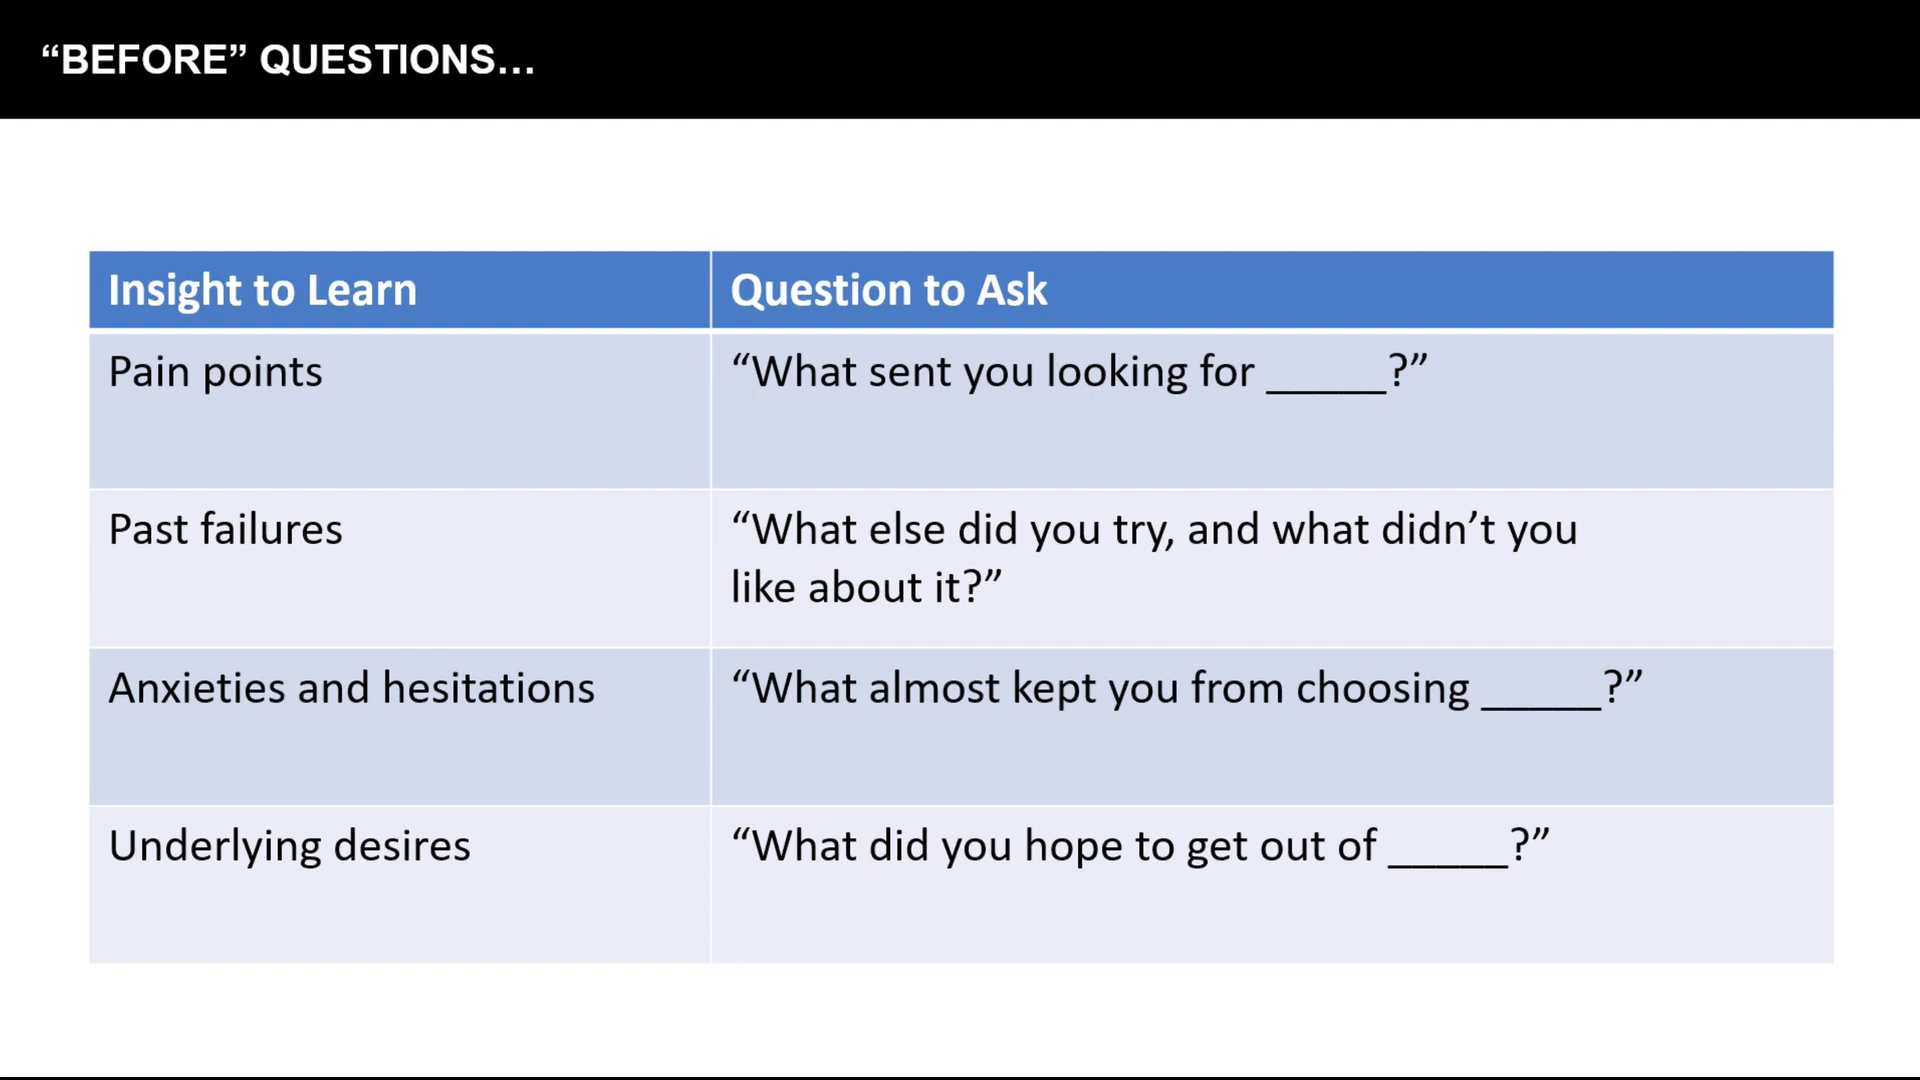 “BEFORE” QUESTIONS…
Insight to Learn
Question to Ask
Pain points
“What sent you looking for _____?”
Past failures
“What else did you try, and what didn’t you
like about it?”
Anxieties and hesitations
“What almost kept you from choosing _____?”
Underlying desires
“What did you hope to get out of _____?”